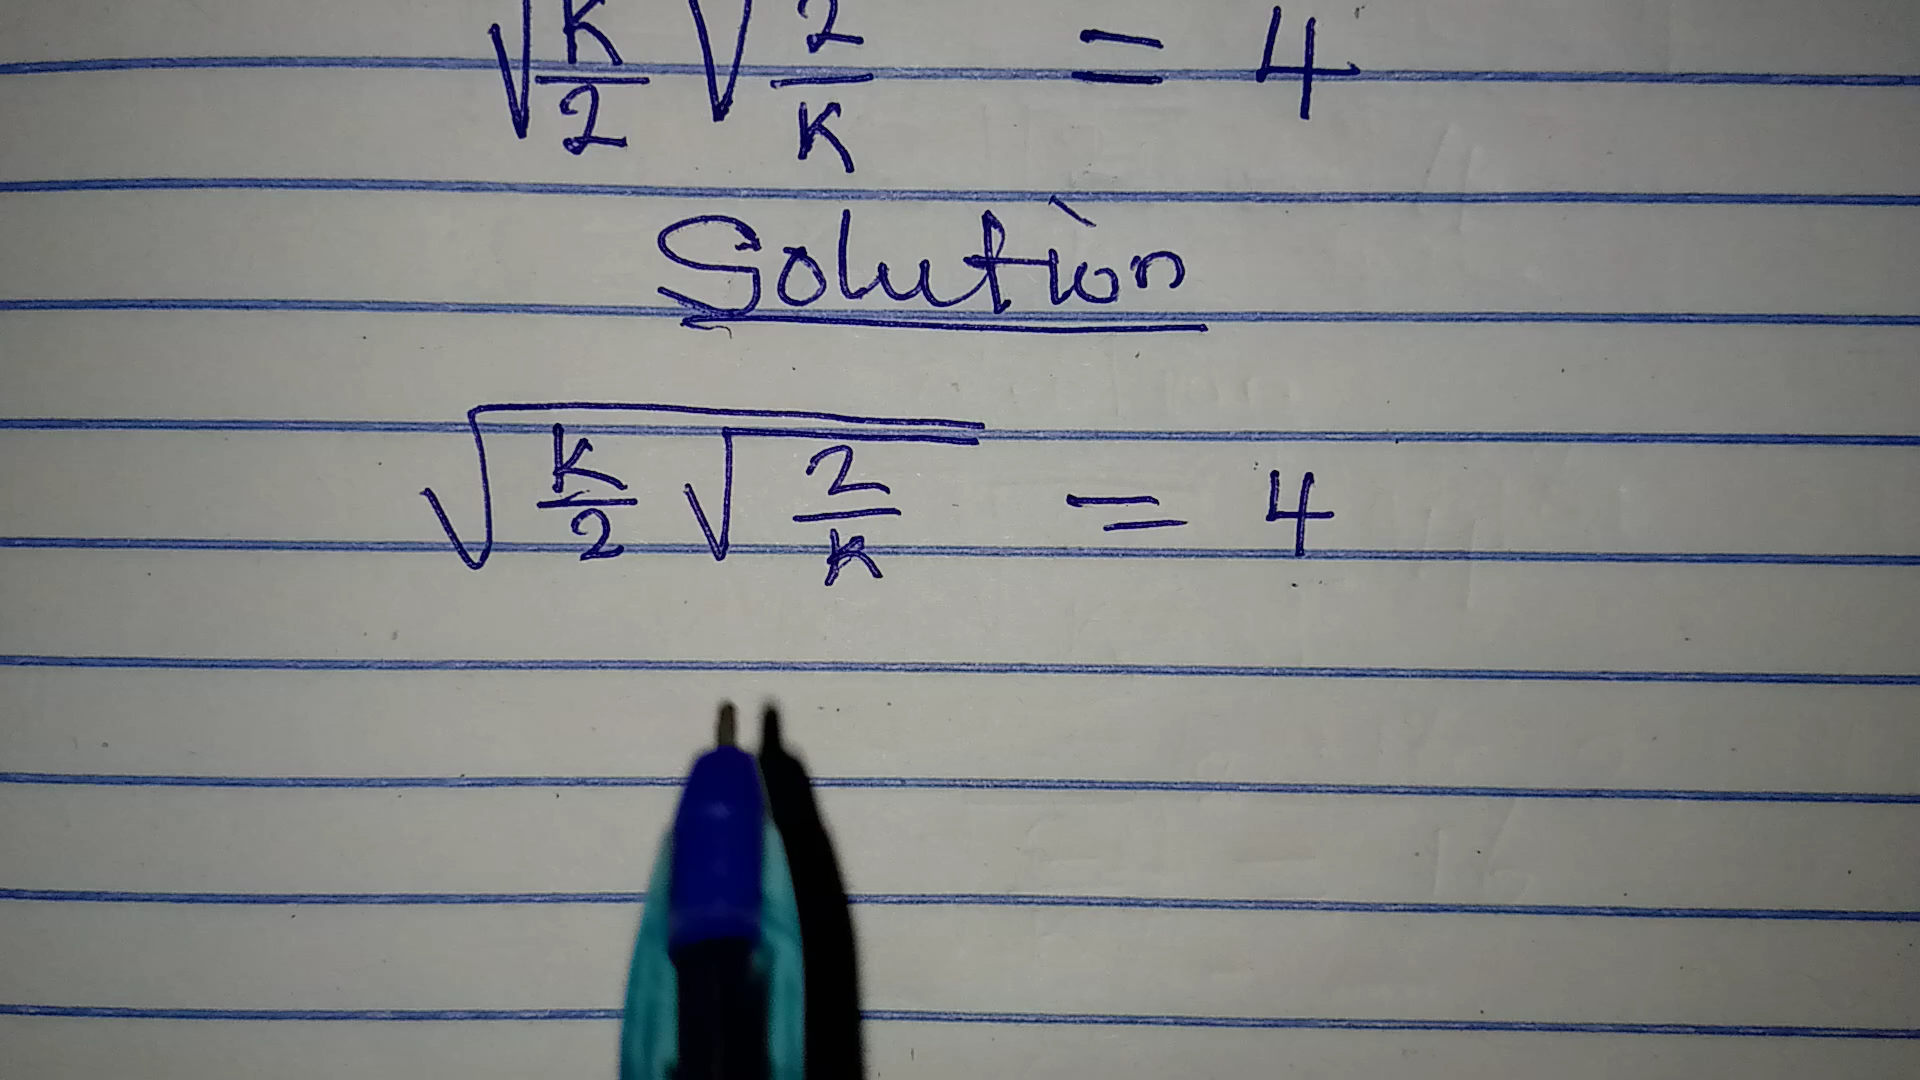 √K/2 √2/K = 4
Solution
√(K/2 √(2/K)) = 4